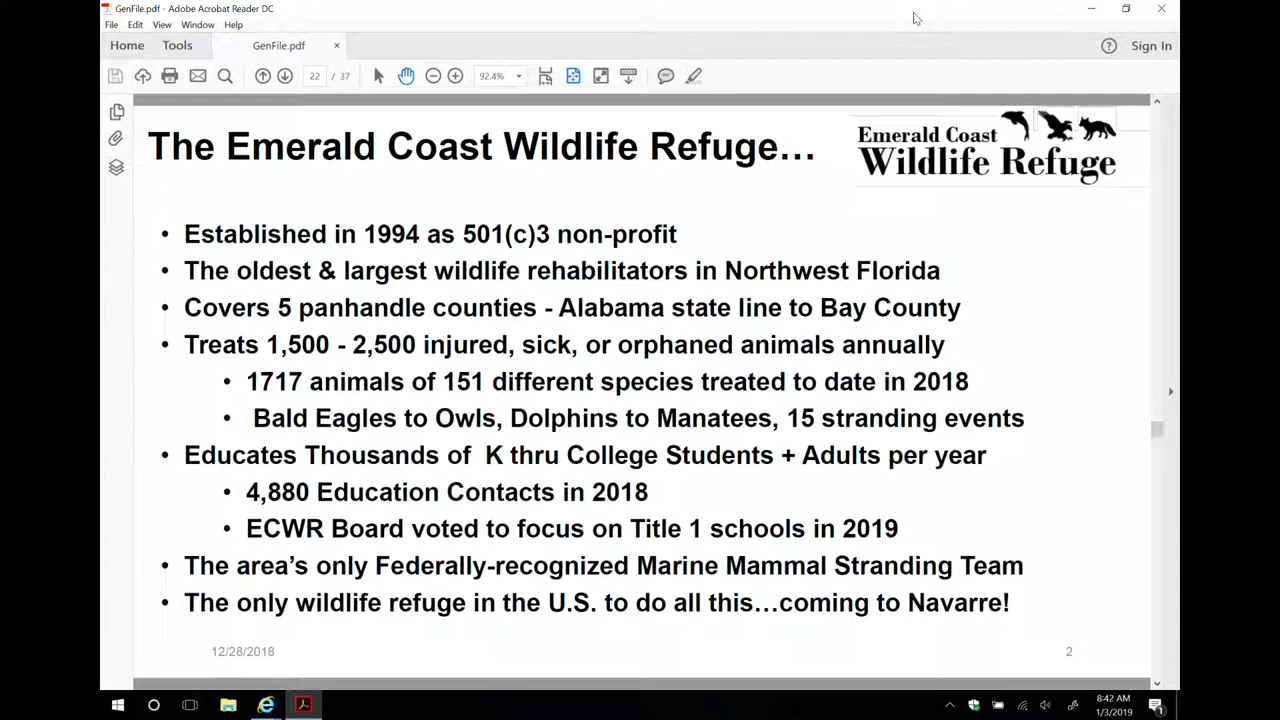 GenFile.pdf - Adobe Acrobat Reader DC
File Edit View Window Help
Home Tools GenFile.pdf × Sign In
22 / 37 92.4%
The Emerald Coast Wildlife Refuge…
Emerald Coast
Wildlife Refuge
• Established in 1994 as 501(c)3 non-profit
• The oldest & largest wildlife rehabilitators in Northwest Florida
• Covers 5 panhandle counties - Alabama state line to Bay County
• Treats 1,500 - 2,500 injured, sick, or orphaned animals annually
• 1717 animals of 151 different species treated to date in 2018
• Bald Eagles to Owls, Dolphins to Manatees, 15 stranding events
• Educates Thousands of K thru College Students + Adults per year
• 4,880 Education Contacts in 2018
• ECWR Board voted to focus on Title 1 schools in 2019
• The area’s only Federally-recognized Marine Mammal Stranding Team
• The only wildlife refuge in the U.S. to do all this…coming to Navarre!
12/28/2018 2
8:42 AM
1/3/2019
1